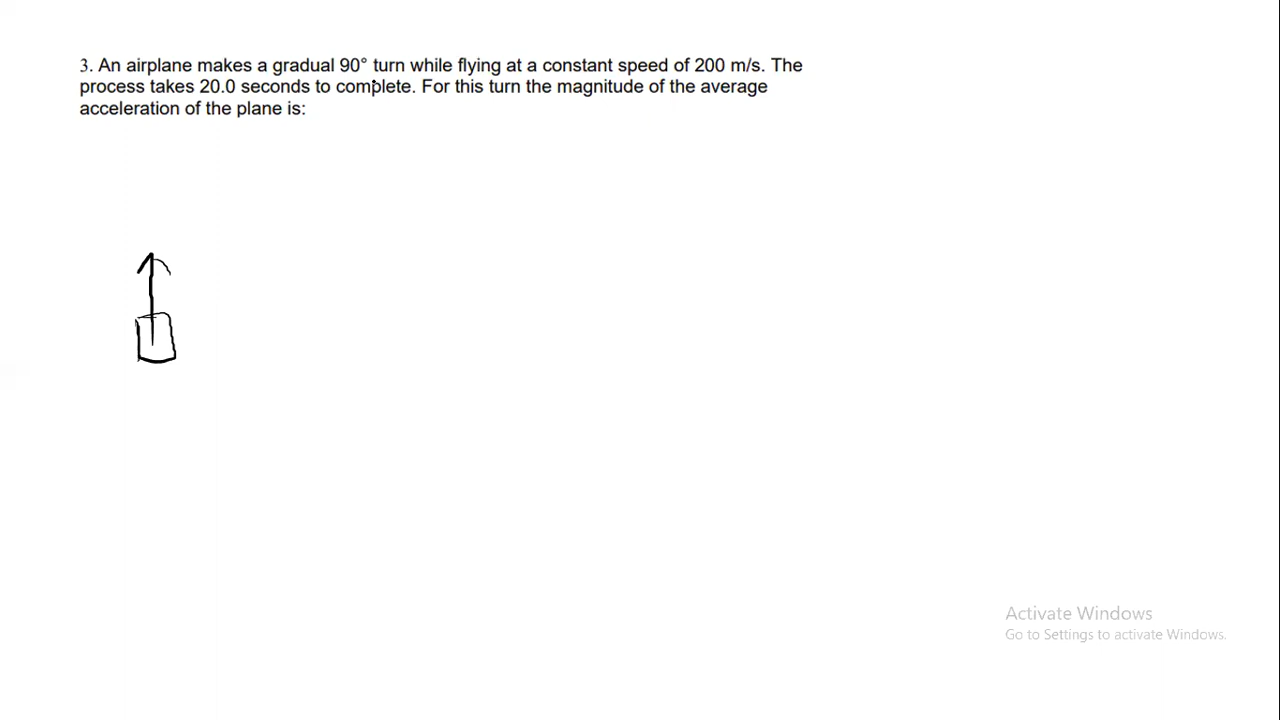 3. An airplane makes a gradual 90° turn while flying at a constant speed of 200 m/s. The
process takes 20.0 seconds to complete. For this turn the magnitude of the average
acceleration of the plane is:
Activate Windows
Go to Settings to activate Windows.